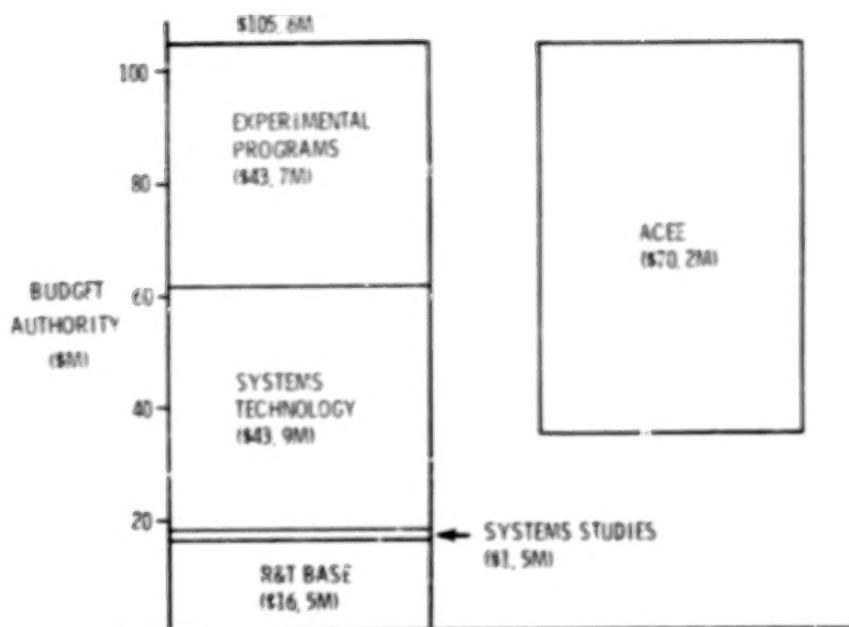 $105, 6M
100
EXPERIMENTAL
PROGRAMS
($43, 7M)
80
ACEE
($70, 2M)
BUDGET
AUTHORITY
($M)
60
SYSTEMS
TECHNOLOGY
($43, 9M)
40
20
SYSTEMS STUDIES
($1, 5M)
R&T BASE
($16, 5M)